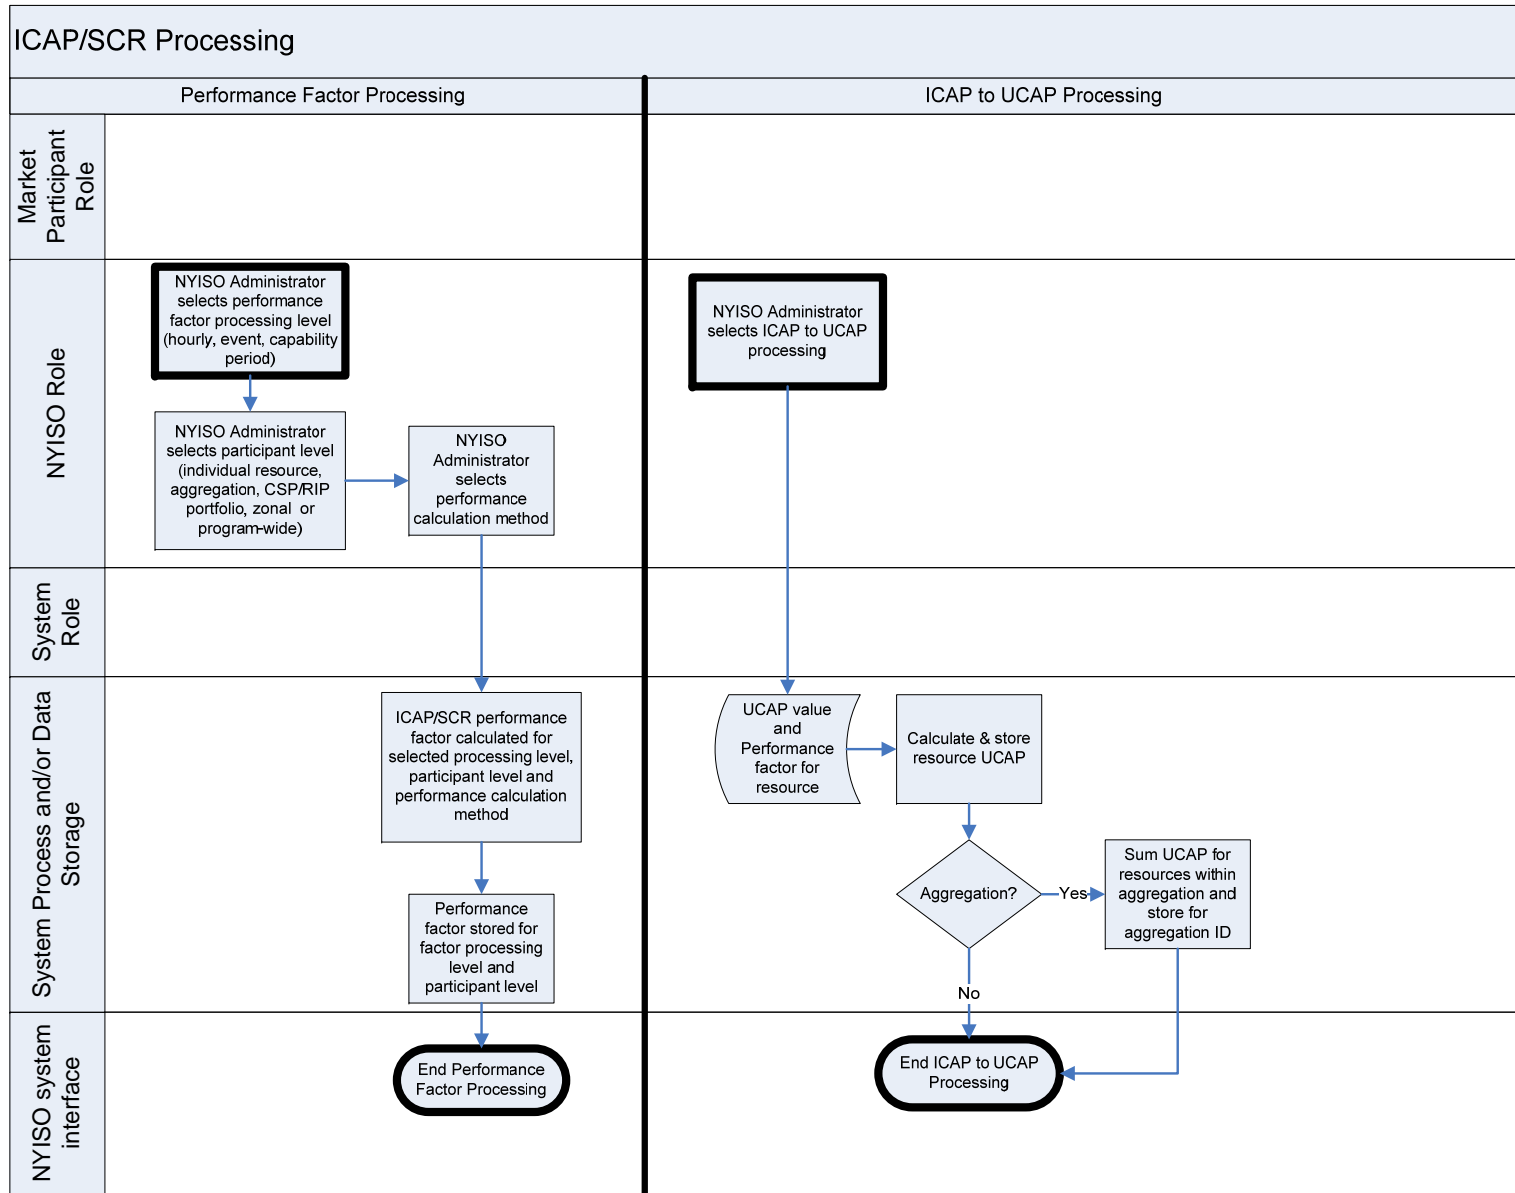 ICAP/SCR Processing
Performance Factor Processing
ICAP to UCAP Processing
Market
Participant
Role
NYISO Role
NYISO Administrator
selects performance
factor processing level
(hourly, event, capability
period)
NYISO Administrator
selects participant level
(individual resource,
aggregation, CSP/RIP
portfolio, zonal or
program-wide)
NYISO
Administrator
selects
performance
calculation method
NYISO Administrator
selects ICAP to UCAP
processing
System
Role
System Process and/or Data
Storage
ICAP/SCR performance
factor calculated for
selected processing level,
participant level and
performance calculation
method
Performance
factor stored for
factor processing
level and
participant level
UCAP value
and
Performance
factor for
resource
Calculate & store
resource UCAP
Aggregation?
Yes
Sum UCAP for
resources within
aggregation and
store for
aggregation ID
No
NYISO system
interface
End Performance
Factor Processing
End ICAP to UCAP
Processing